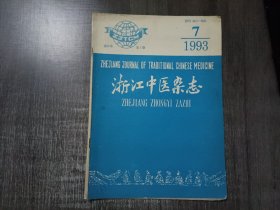 7
1993
ZHEJIANG JOURNAL OF TRADITIONAL CHINESE MEDICINE
浙江中医杂志
ZHEJIANG ZHONGYI ZAZHI